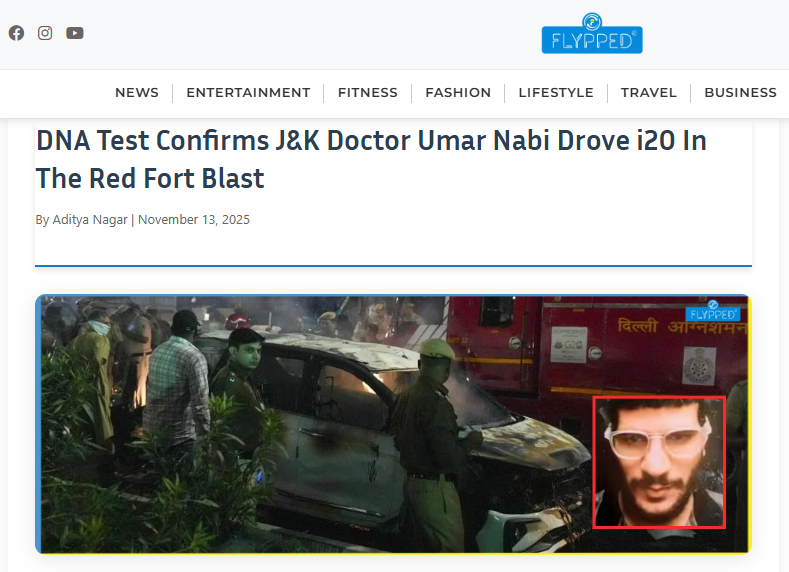 FLYPPED
NEWS
ENTERTAINMENT
FITNESS
FASHION
LIFESTYLE
TRAVEL
BUSINESS
DNA Test Confirms J&K Doctor Umar Nabi Drove i20 In
The Red Fort Blast
By Aditya Nagar | November 13, 2025
FLYPPED
दिल्ली अग्निशमन
G20